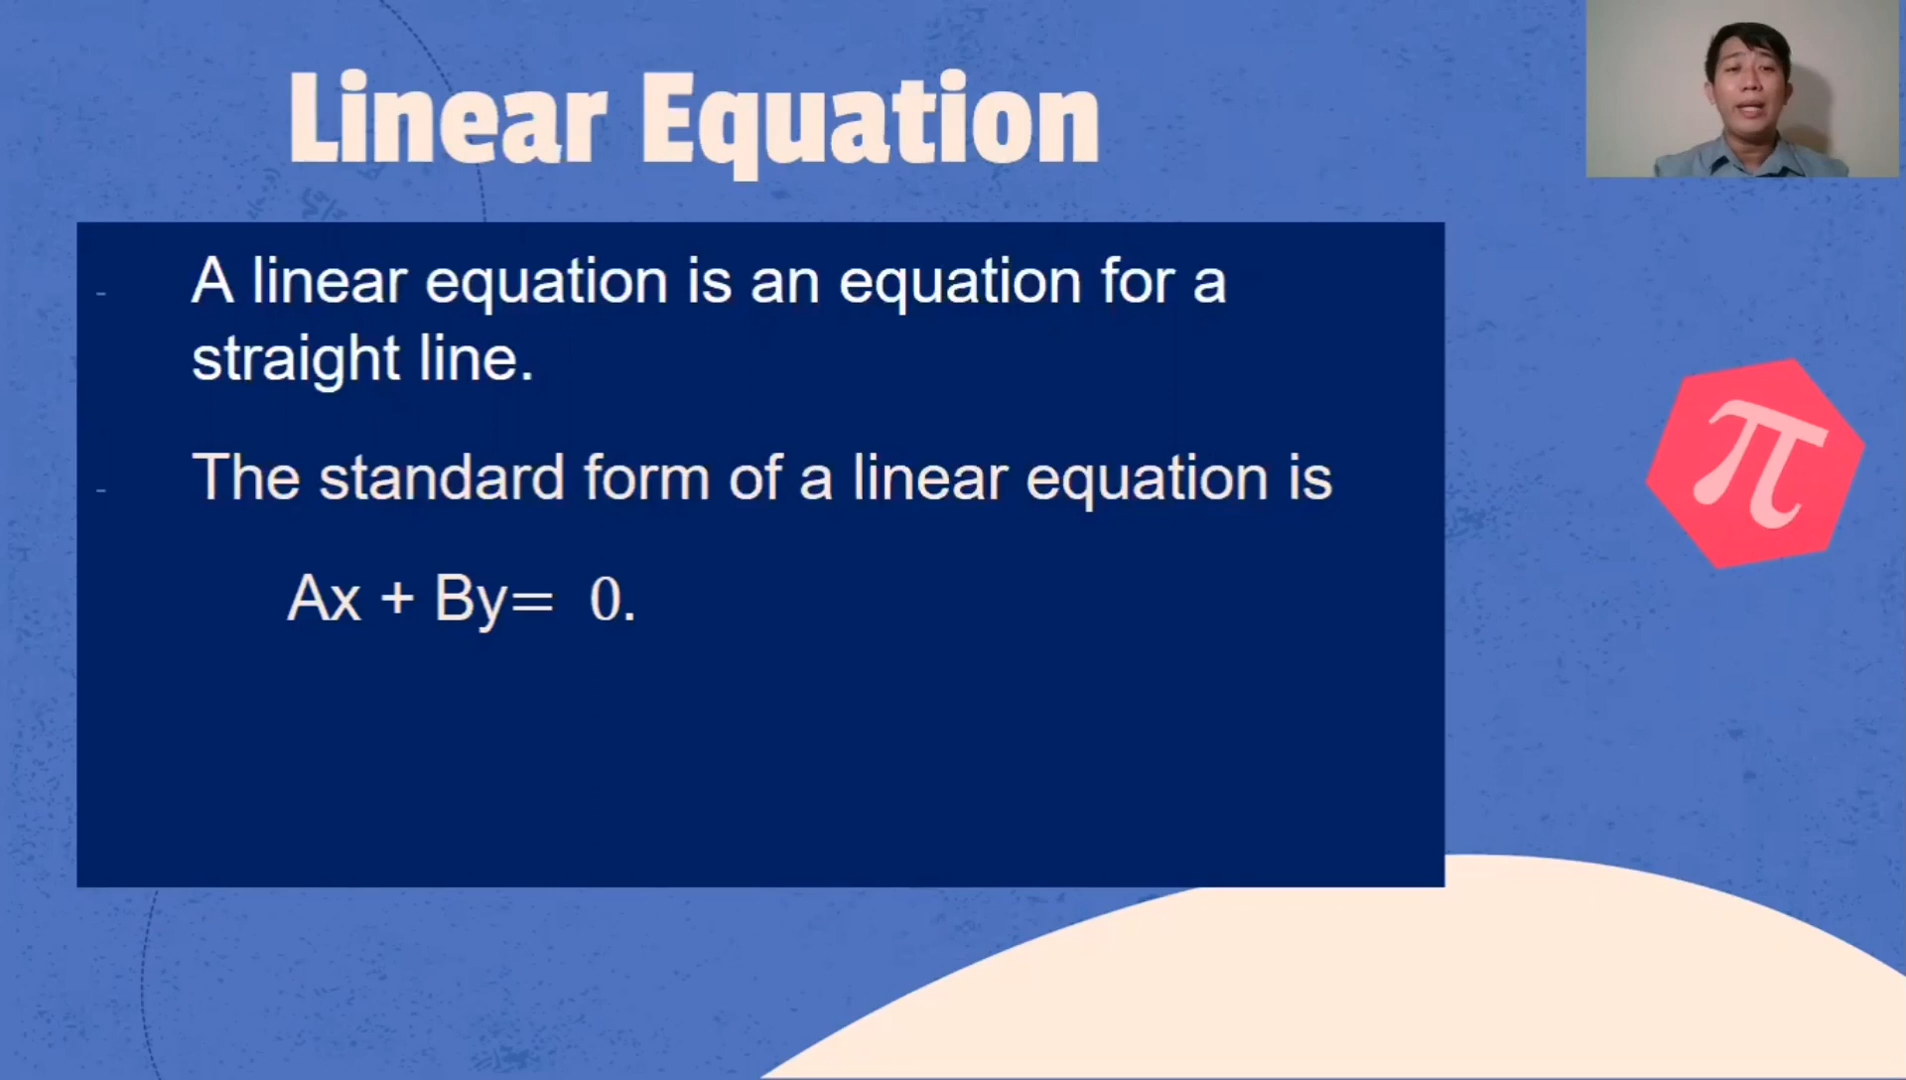 Linear Equation
- A linear equation is an equation for a
straight line.
- The standard form of a linear equation is
Ax + By= 0.
π